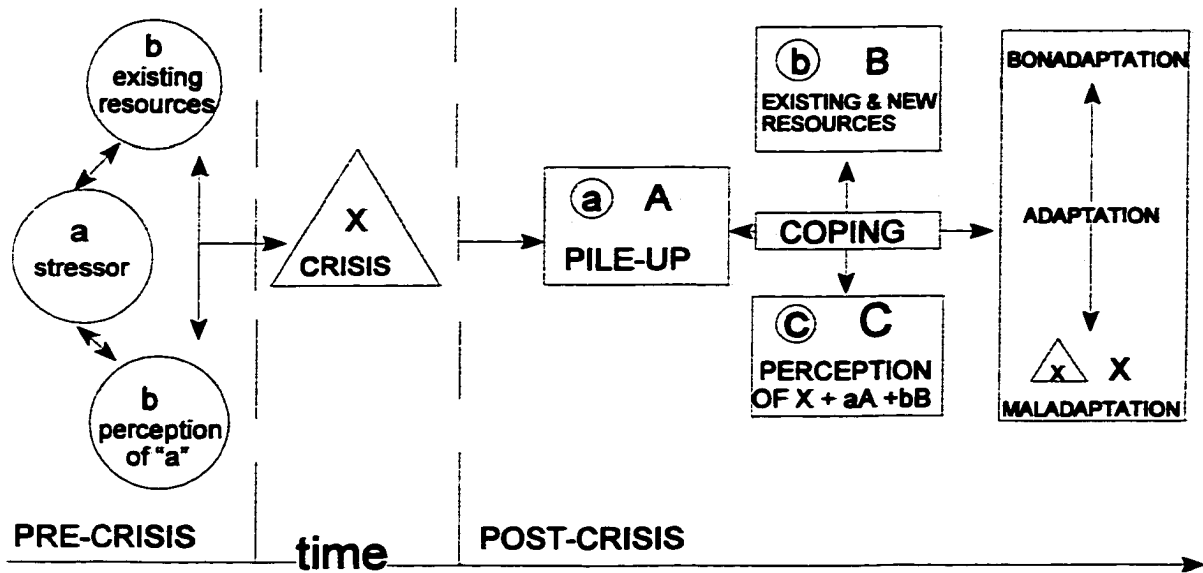 b
existing
resources
a
stressor
b
perception
of "a"
X
CRISIS
a A
PILE-UP
b B
EXISTING & NEW
RESOURCES
COPING
c C
PERCEPTION
OF X + aA +bB
BONADAPTATION
ADAPTATION
x X
MALADAPTATION
PRE-CRISIS
time
POST-CRISIS